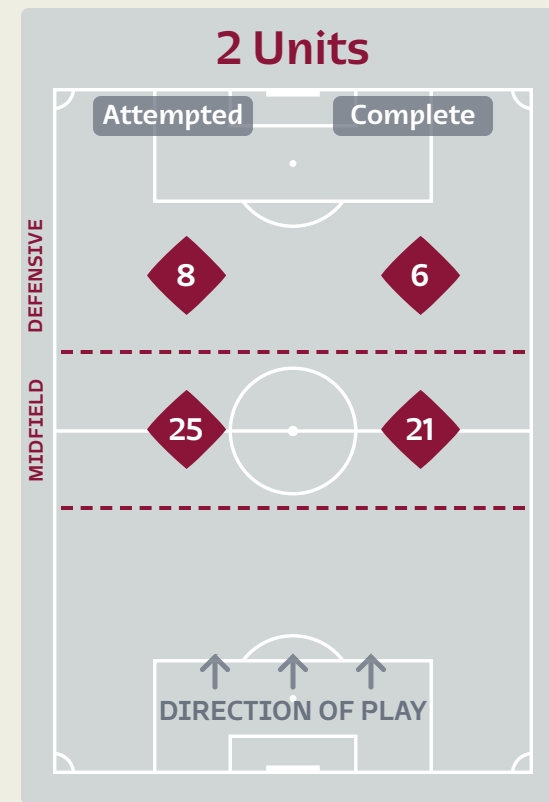 2 Units
Attempted
Complete
DEFENSIVE
8
6
MIDFIELD
25
21
DIRECTION OF PLAY